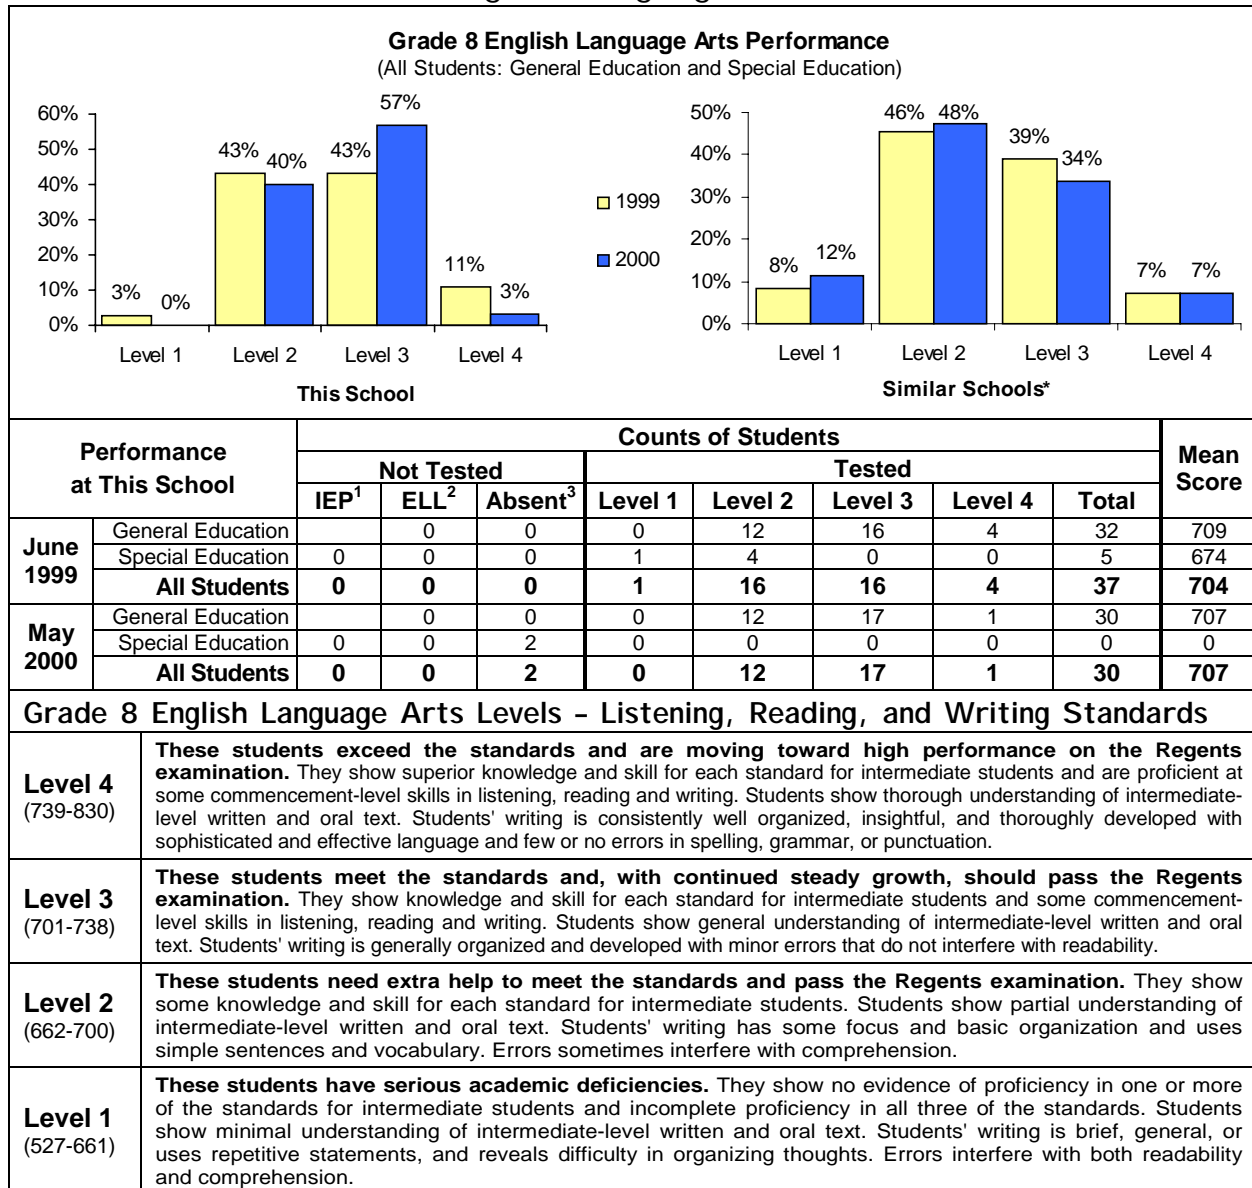 Grade 8 English Language Arts Performance
(All Students: General Education and Special Education)
60%
50%
40%
30%
20%
10%
0%
3%
0%
43%
40%
43%
57%
11%
3%
Level 1 Level 2 Level 3 Level 4
This School
1999
2000
50%
40%
30%
20%
10%
0%
8%
12%
46%
48%
39%
34%
7%
7%
Level 1 Level 2 Level 3 Level 4
Similar Schools*
Performance at This School
Counts of Students
Mean Score
Not Tested Tested
IEP1 ELL2 Absent3 Level 1 Level 2 Level 3 Level 4 Total
June 1999
General Education 0 0 0 12 16 4 32 709
Special Education 0 0 0 1 4 0 0 5 674
All Students 0 0 0 1 16 16 4 37 704
May 2000
General Education 0 0 0 12 17 1 30 707
Special Education 0 0 2 0 0 0 0 0 0
All Students 0 0 2 0 12 17 1 30 707
Grade 8 English Language Arts Levels – Listening, Reading, and Writing Standards
Level 4
(739-830)
These students exceed the standards and are moving toward high performance on the Regents
examination. They show superior knowledge and skill for each standard for intermediate students and are proficient at
some commencement-level skills in listening, reading and writing. Students show thorough understanding of intermediate-
level written and oral text. Students' writing is consistently well organized, insightful, and thoroughly developed with
sophisticated and effective language and few or no errors in spelling, grammar, or punctuation.
Level 3
(701-738)
These students meet the standards and, with continued steady growth, should pass the Regents
examination. They show knowledge and skill for each standard for intermediate students and some commencement-
level skills in listening, reading and writing. Students show general understanding of intermediate-level written and oral
text. Students' writing is generally organized and developed with minor errors that do not interfere with readability.
Level 2
(662-700)
These students need extra help to meet the standards and pass the Regents examination. They show
some knowledge and skill for each standard for intermediate students. Students show partial understanding of
intermediate-level written and oral text. Students' writing has some focus and basic organization and uses
simple sentences and vocabulary. Errors sometimes interfere with comprehension.
Level 1
(527-661)
These students have serious academic deficiencies. They show no evidence of proficiency in one or more
of the standards for intermediate students and incomplete proficiency in all three of the standards. Students
show minimal understanding of intermediate-level written and oral text. Students' writing is brief, general, or
uses repetitive statements, and reveals difficulty in organizing thoughts. Errors interfere with both readability
and comprehension.